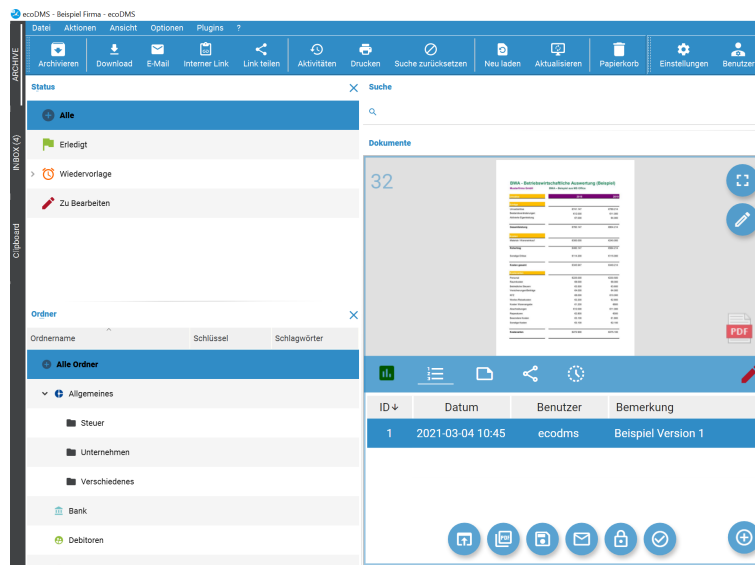 ecoDMS - Beispiel Firma - ecoDMS
Datei Aktionen Ansicht Optionen Plugins ?
Archivieren Download E-Mail Interner Link Link teilen Aktivitäten Drucken Suche zurücksetzen Neu laden Aktualisieren Papierkorb Einstellungen Benutzer
ARCHIVE
INBOX (4)
Clipboard
Status
Alle
Erledigt
Wiedervorlage
Zu Bearbeiten
Ordner
Ordnername Schlüssel Schlagwörter
Alle Ordner
Allgemeines
Steuer
Unternehmen
Verschiedenes
Bank
Debitoren
Suche
Dokumente
32
BWA - Betriebswirtschaftliche Auswertung (Beispiel)
PDF
ID Datum Benutzer Bemerkung
1 2021-03-04 10:45 ecodms Beispiel Version 1
PDF